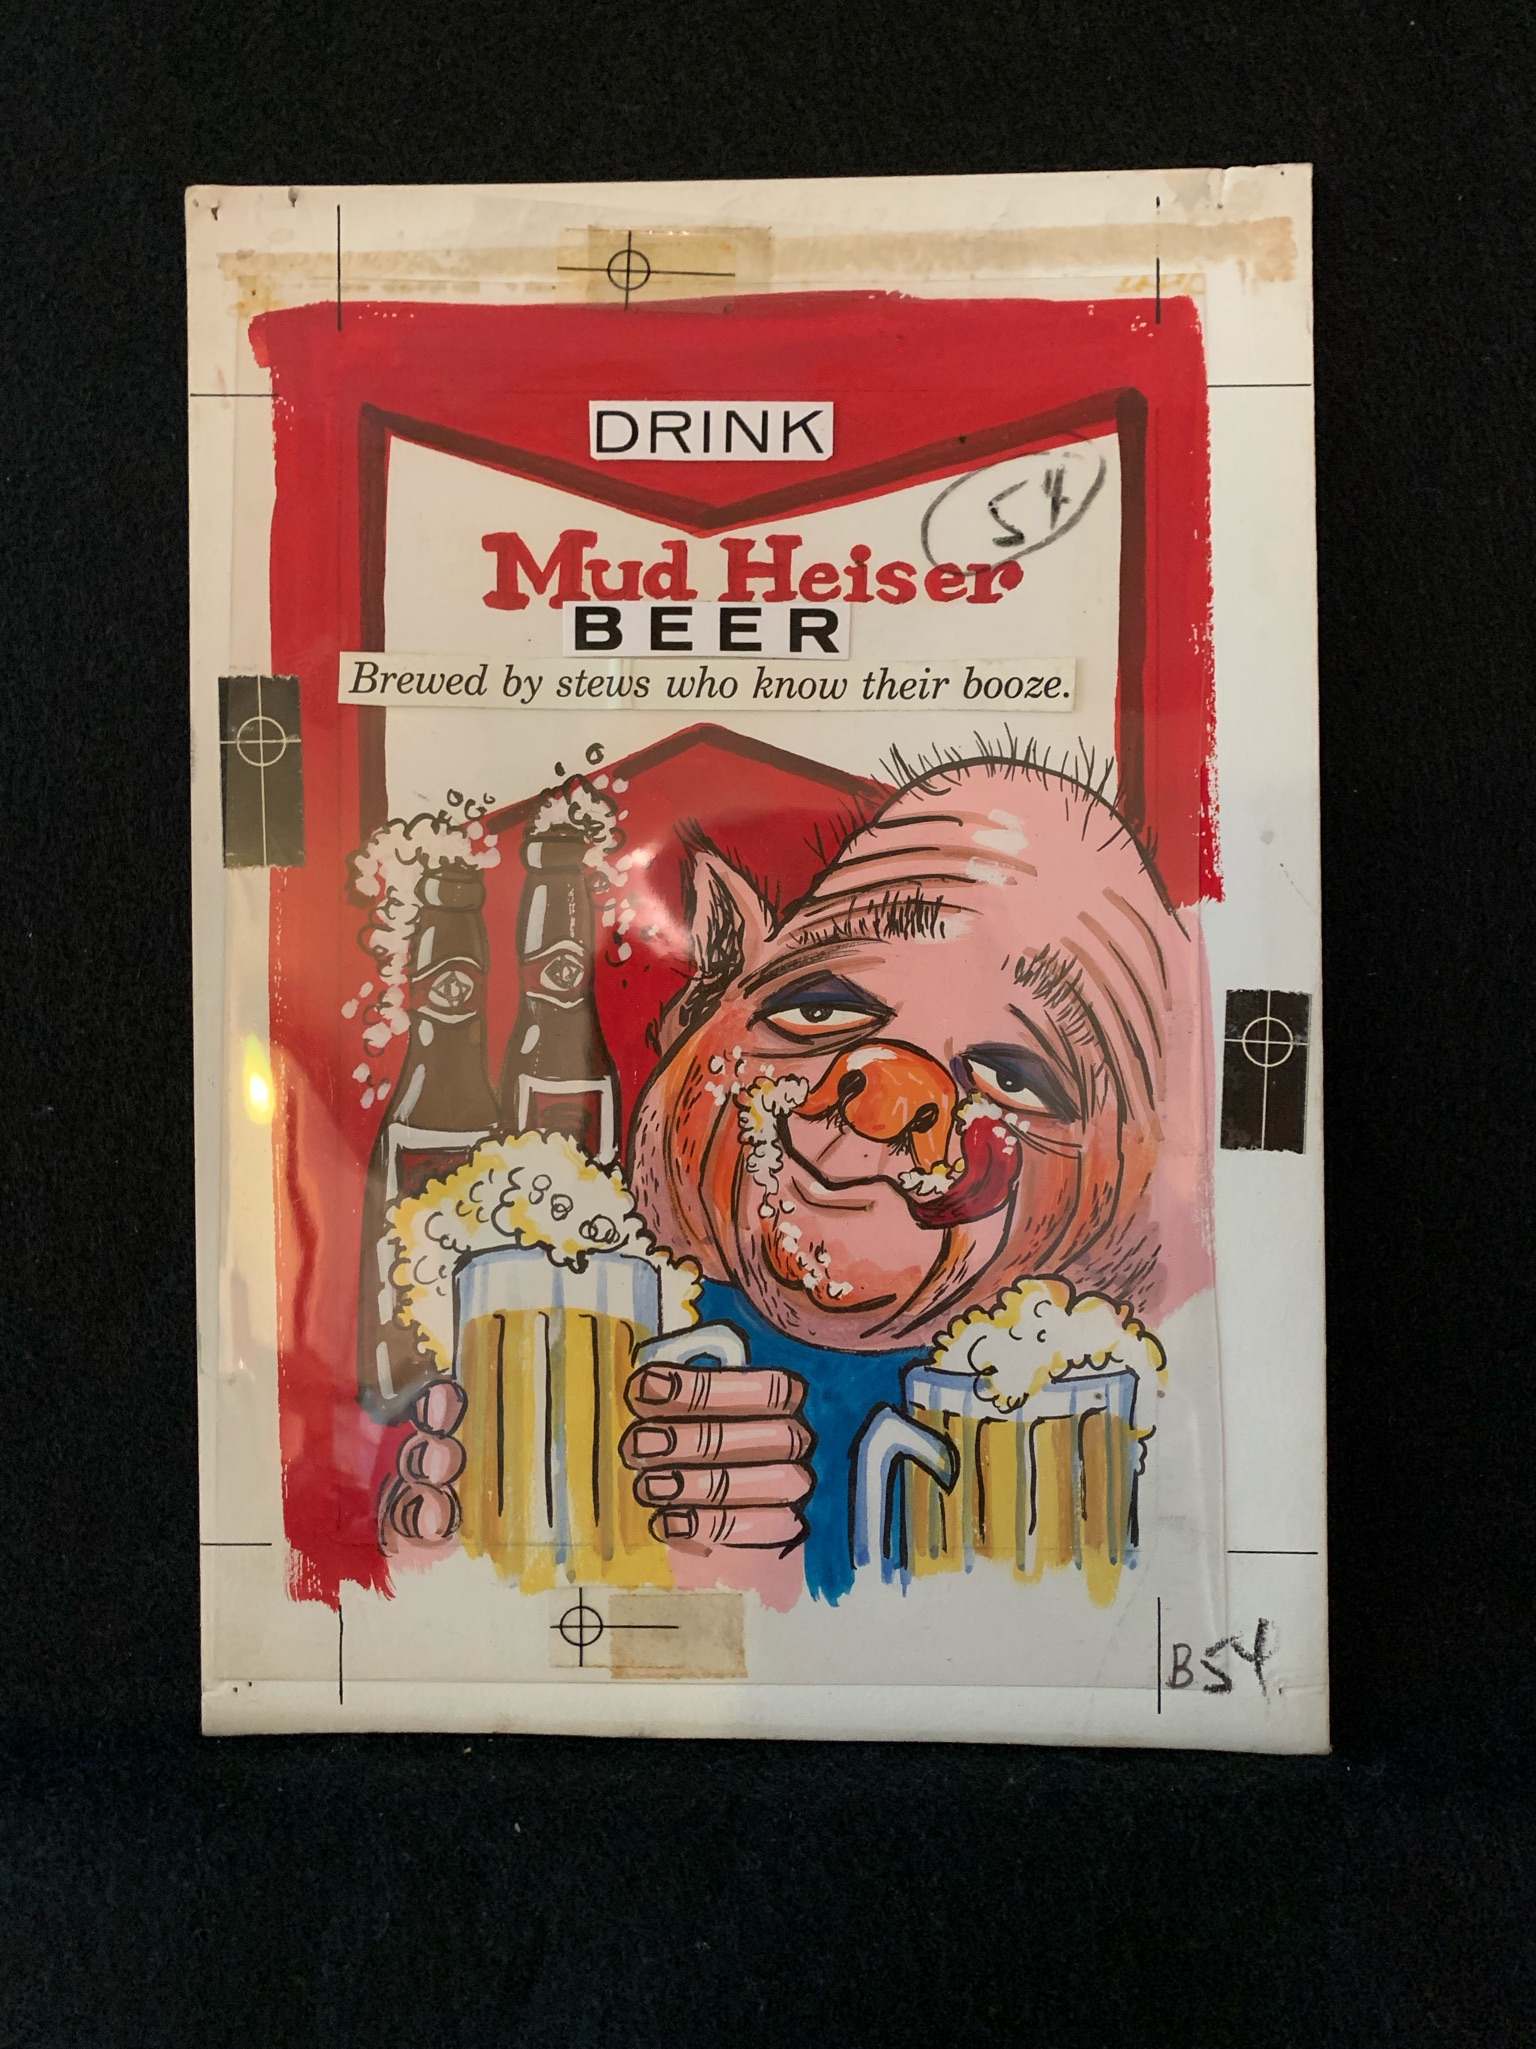 DRINK
54
Mud Heiser
BEER
Brewed by stews who know their booze.
B54.